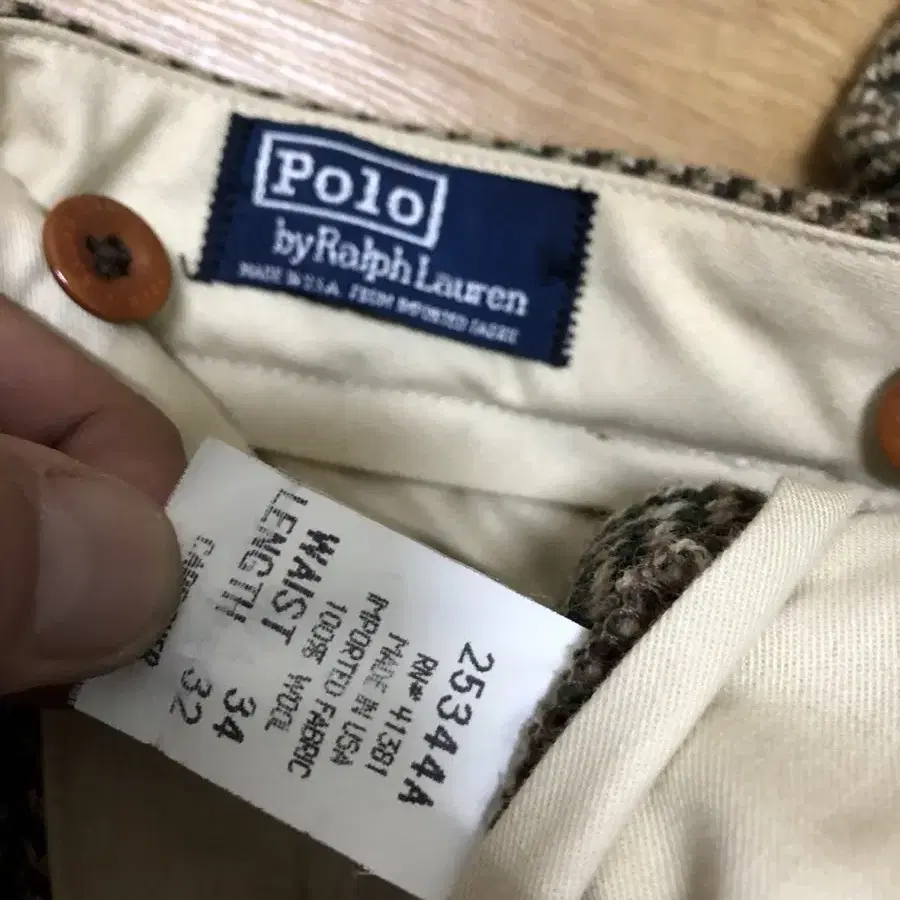 Polo
by Ralph Lauren
MADE IN U.S.A. FROM IMPORTED FABRIC
25344A
RN# 41381
MADE IN USA
IMPORTED FABRIC
100% WOOL
WAIST 34
LENGTH 32